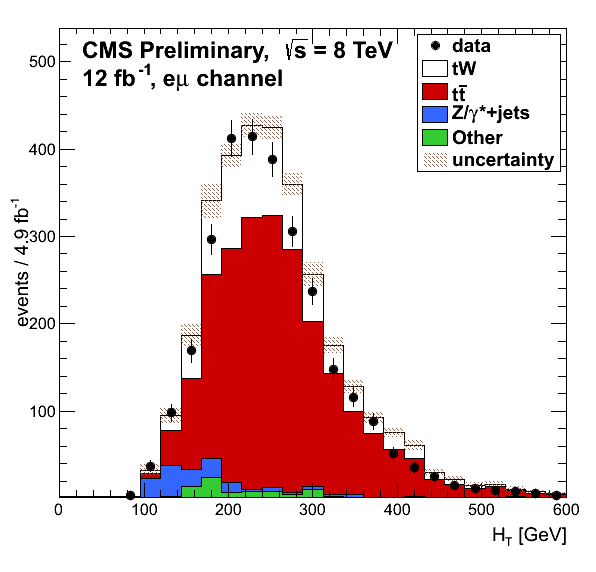 CMS Preliminary, √s = 8 TeV
12 fb⁻¹, eμ channel
data
tW
tt̄
Z/γ*+jets
Other
uncertainty
events / 4.9 fb⁻¹
500
400
300
200
100
0
100
200
300
400
500
600
H_T [GeV]